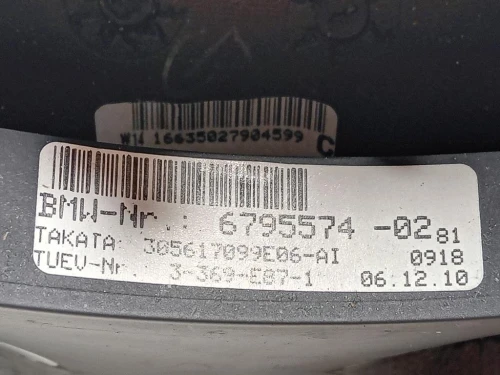 W14 16635027904599 C
BMW-Nr.: 6795574 -02 81
TAKATA: 305617099E06-AI 0918
TUEV-Nr. 3-369-E87-1 06.12.10